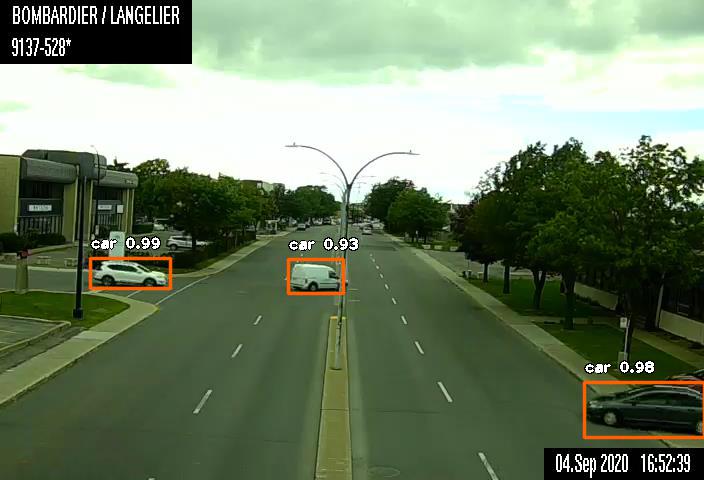 BOMBARDIER / LANGELIER
9137-528*
car 0.99
car 0.93
car 0.98
04.Sep 2020 16:52:39